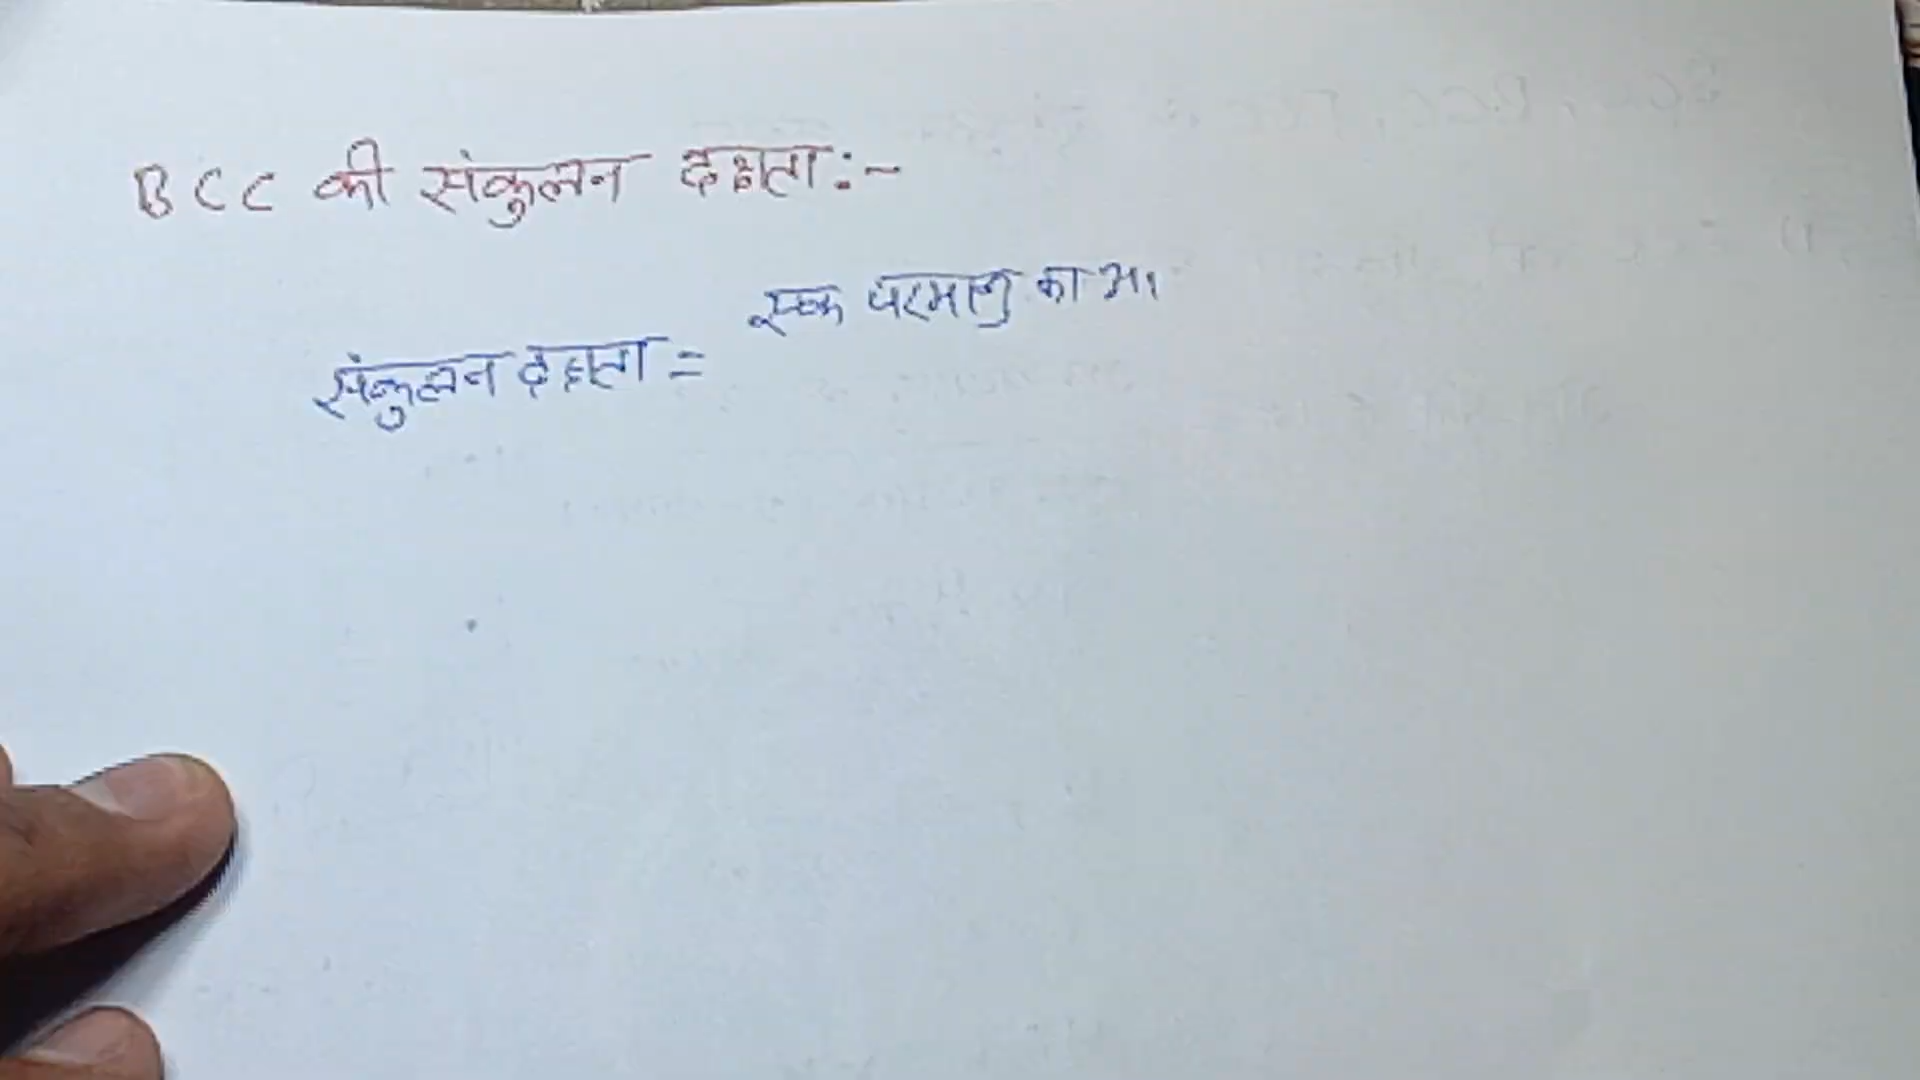 BCC की संकुलन दक्षता :-
एक परमाणु का भा
संकुलन दक्षता =